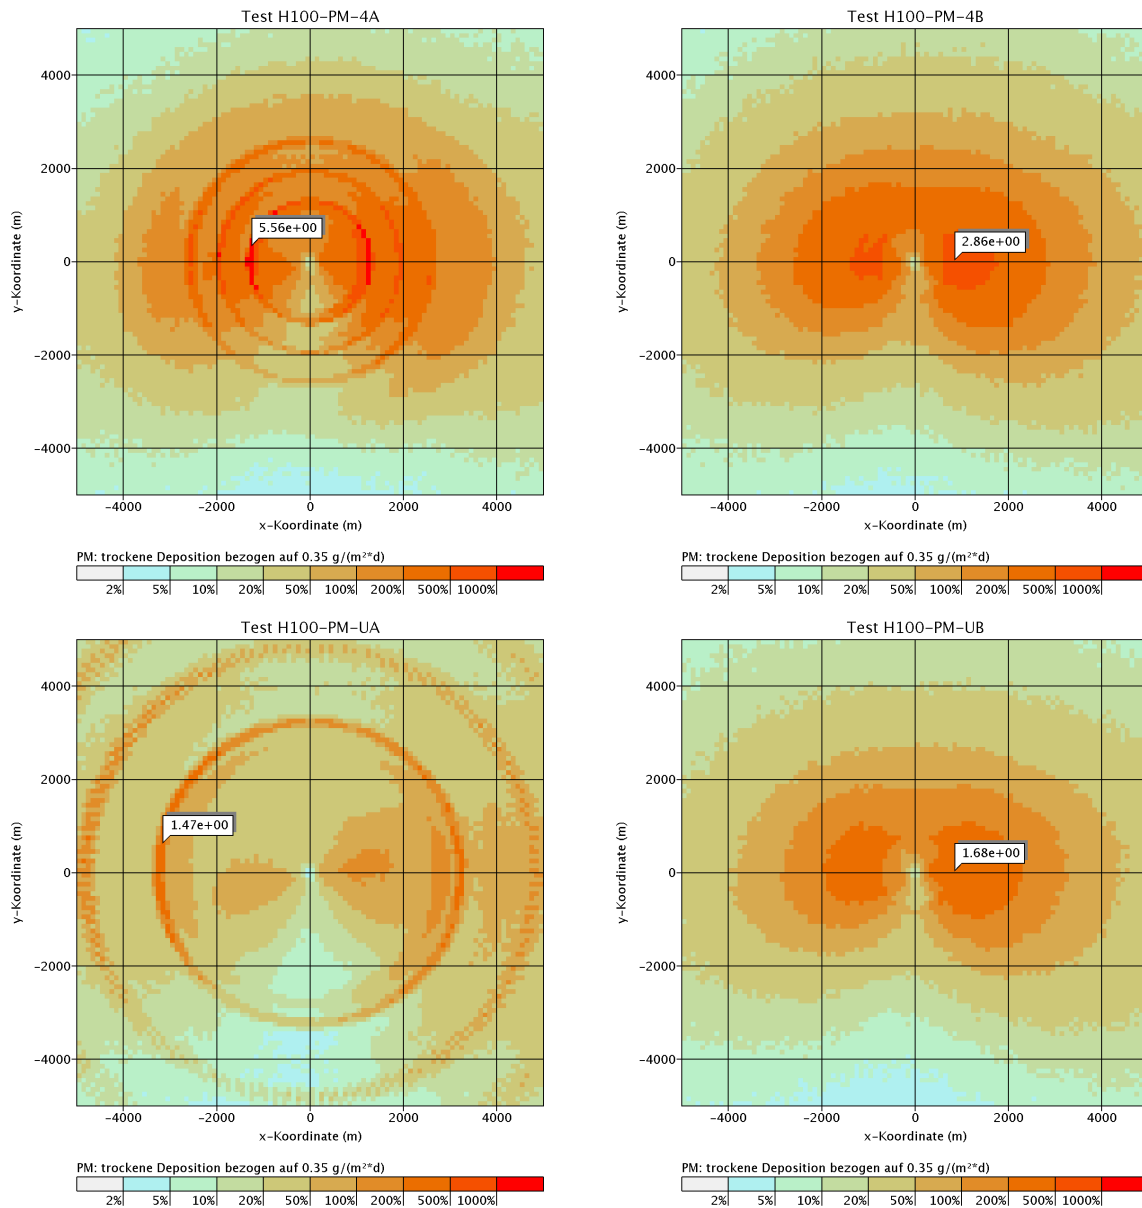 Test H100-PM-4A
4000
2000
0
-2000
-4000
y-Koordinate (m)
5.56e+00
-4000 -2000 0 2000 4000
x-Koordinate (m)
PM: trockene Deposition bezogen auf 0.35 g/(m²*d)
2% 5% 10% 20% 50% 100% 200% 500% 1000%
Test H100-PM-4B
4000
2000
0
-2000
-4000
y-Koordinate (m)
2.86e+00
-4000 -2000 0 2000 4000
x-Koordinate (m)
PM: trockene Deposition bezogen auf 0.35 g/(m²*d)
2% 5% 10% 20% 50% 100% 200% 500% 1000%
Test H100-PM-UA
4000
2000
0
-2000
-4000
y-Koordinate (m)
1.47e+00
-4000 -2000 0 2000 4000
x-Koordinate (m)
PM: trockene Deposition bezogen auf 0.35 g/(m²*d)
2% 5% 10% 20% 50% 100% 200% 500% 1000%
Test H100-PM-UB
4000
2000
0
-2000
-4000
y-Koordinate (m)
1.68e+00
-4000 -2000 0 2000 4000
x-Koordinate (m)
PM: trockene Deposition bezogen auf 0.35 g/(m²*d)
2% 5% 10% 20% 50% 100% 200% 500% 1000%